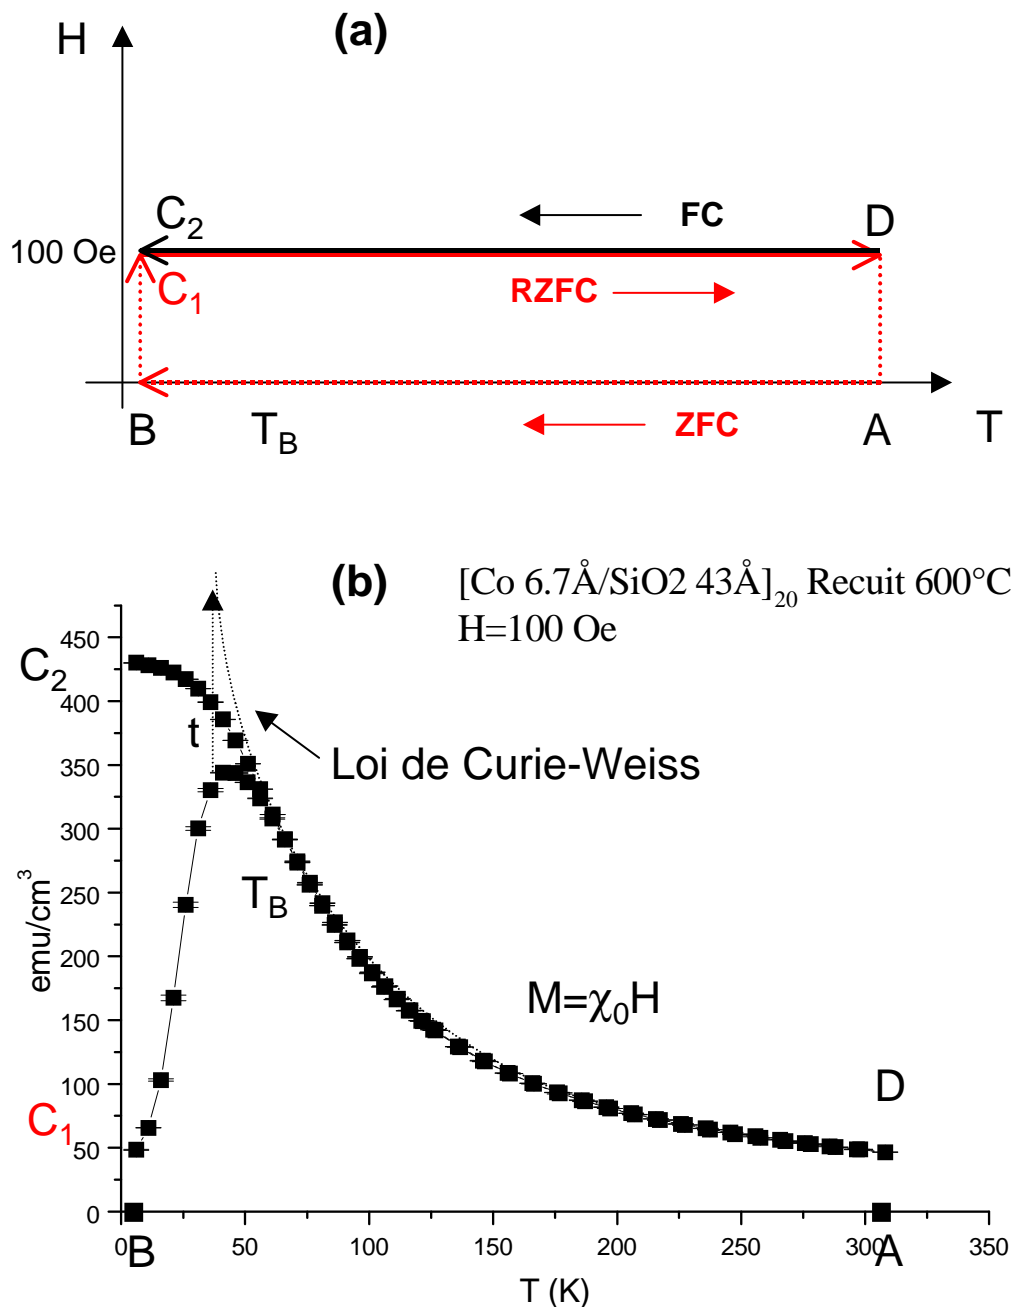 H
(a)
C2
FC
D
100 Oe
C1
RZFC
B
TB
ZFC
A
T
(b)
[Co 6.7Å/SiO2 43Å]20 Recuit 600°C
H=100 Oe
C2
t
Loi de Curie-Weiss
TB
M=χ0H
D
C1
emu/cm3
450
400
350
300
250
200
150
100
50
0
0 50 100 150 200 250 300 350
B
A
T (K)